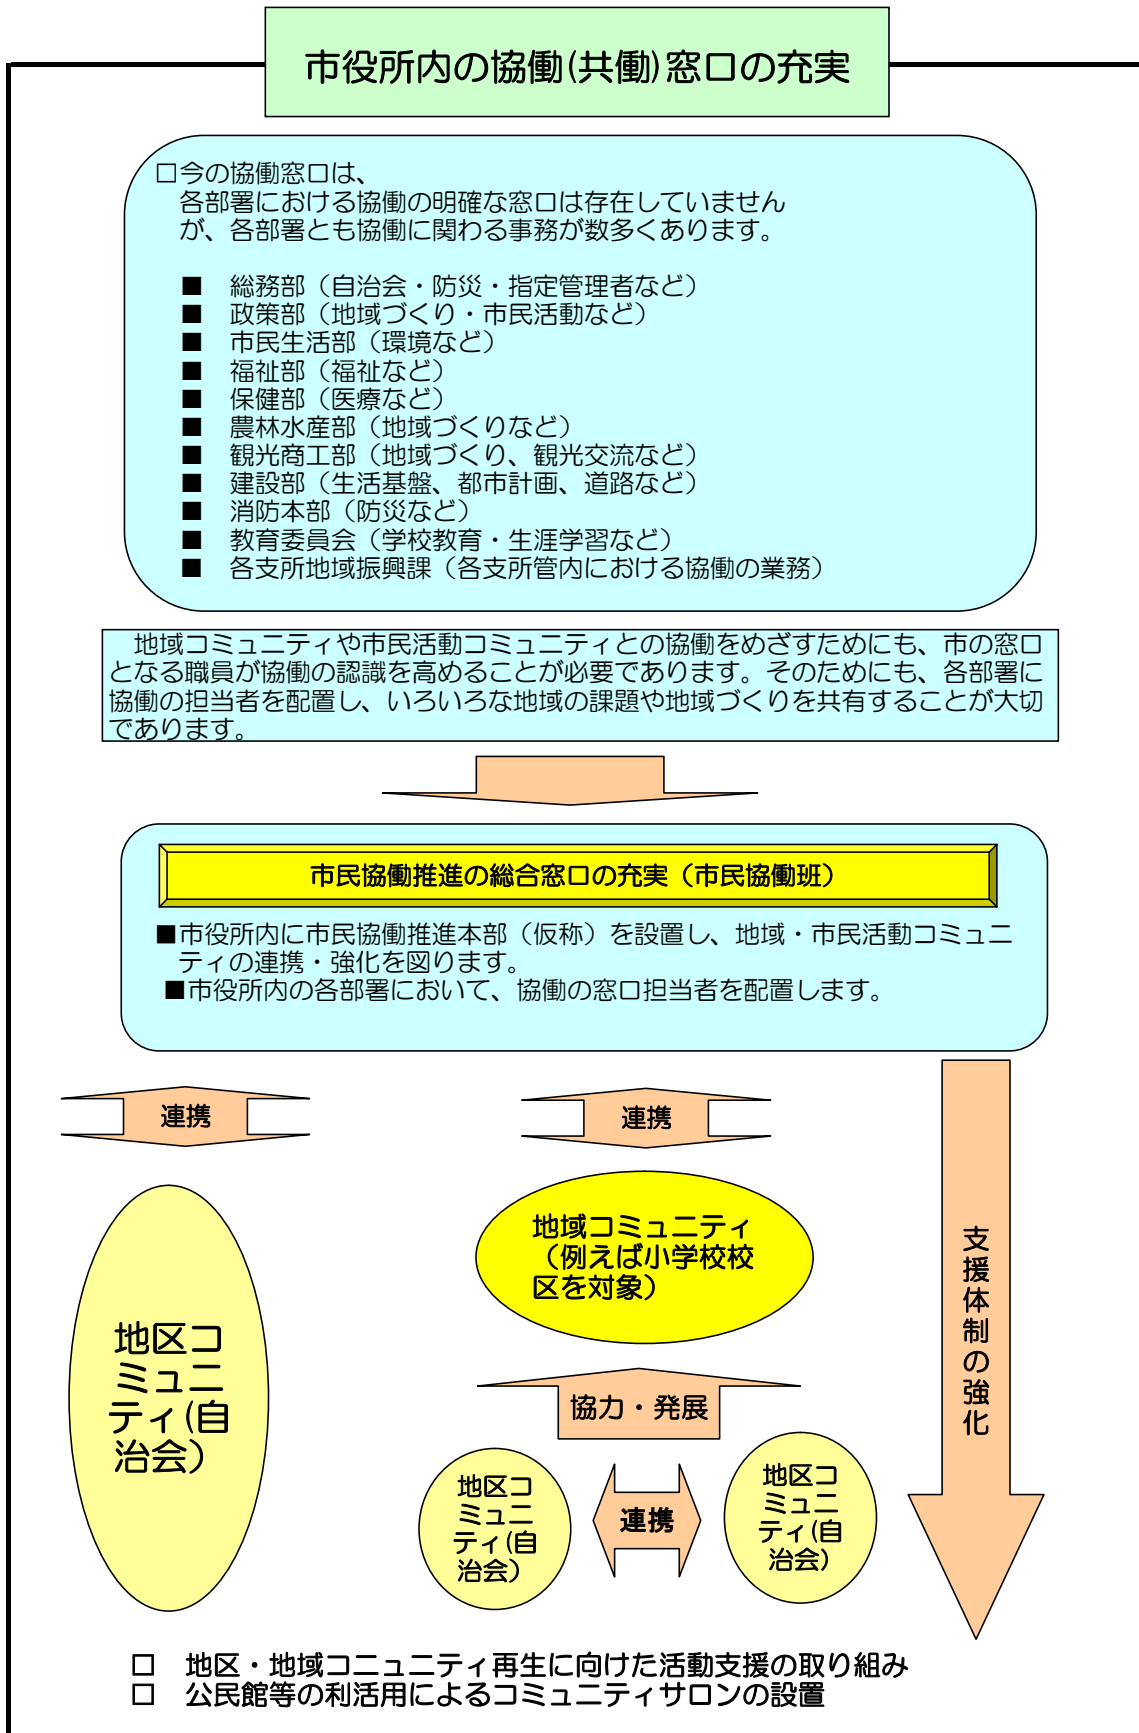 市役所内の協働(共働)窓口の充実
□今の協働窓口は、
各部署における協働の明確な窓口は存在していません
が、各部署とも協働に関わる事務が数多くあります。
■ 総務部（自治会・防災・指定管理者など）
■ 政策部（地域づくり・市民活動など）
■ 市民生活部（環境など）
■ 福祉部（福祉など）
■ 保健部（医療など）
■ 農林水産部（地域づくりなど）
■ 観光商工部（地域づくり、観光交流など）
■ 建設部（生活基盤、都市計画、道路など）
■ 消防本部（防災など）
■ 教育委員会（学校教育・生涯学習など）
■ 各支所地域振興課（各支所管内における協働の業務）
地域コミュニティや市民活動コミュニティとの協働をめざすためにも、市の窓口
となる職員が協働の認識を高めることが必要であります。そのためにも、各部署に
協働の担当者を配置し、いろいろな地域の課題や地域づくりを共有することが大切
であります。
市民協働推進の総合窓口の充実（市民協働班）
■市役所内に市民協働推進本部（仮称）を設置し、地域・市民活動コミュニ
ティの連携・強化を図ります。
■市役所内の各部署において、協働の窓口担当者を配置します。
連携
連携
地域コミュニティ
（例えば小学校校
区を対象）
地区コ
ミュニ
ティ(自
治会）
協力・発展
地区コ
ミュニ
ティ(自
治会）
連携
地区コ
ミュニ
ティ(自
治会）
支援体制の強化
□ 地区・地域コニュニティ再生に向けた活動支援の取り組み
□ 公民館等の利活用によるコミュニティサロンの設置